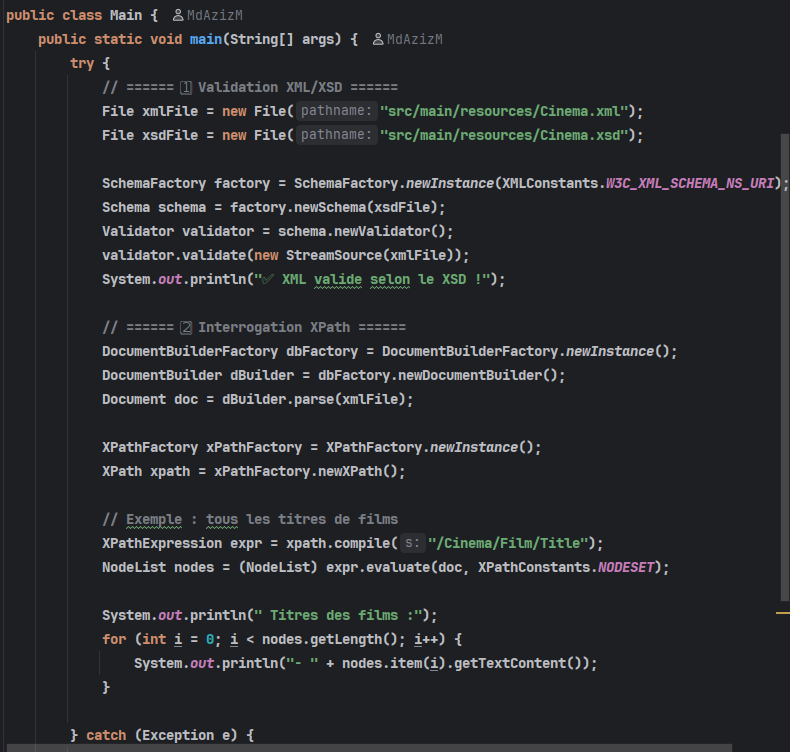 public class Main { MdAzizM
public static void main(String[] args) { MdAzizM
try {
// ====== 1️⃣ Validation XML/XSD ======
File xmlFile = new File( pathname: "src/main/resources/Cinema.xml");
File xsdFile = new File( pathname: "src/main/resources/Cinema.xsd");
SchemaFactory factory = SchemaFactory.newInstance(XMLConstants.W3C_XML_SCHEMA_NS_URI);
Schema schema = factory.newSchema(xsdFile);
Validator validator = schema.newValidator();
validator.validate(new StreamSource(xmlFile));
System.out.println("✅ XML valide selon le XSD !");
// ====== 2️⃣ Interrogation XPath ======
DocumentBuilderFactory dbFactory = DocumentBuilderFactory.newInstance();
DocumentBuilder dBuilder = dbFactory.newDocumentBuilder();
Document doc = dBuilder.parse(xmlFile);
XPathFactory xPathFactory = XPathFactory.newInstance();
XPath xpath = xPathFactory.newXPath();
// Exemple : tous les titres de films
XPathExpression expr = xpath.compile( s: "/Cinema/Film/Title");
NodeList nodes = (NodeList) expr.evaluate(doc, XPathConstants.NODESET);
System.out.println(" Titres des films :");
for (int i = 0; i < nodes.getLength(); i++) {
System.out.println("- " + nodes.item(i).getTextContent());
}
} catch (Exception e) {